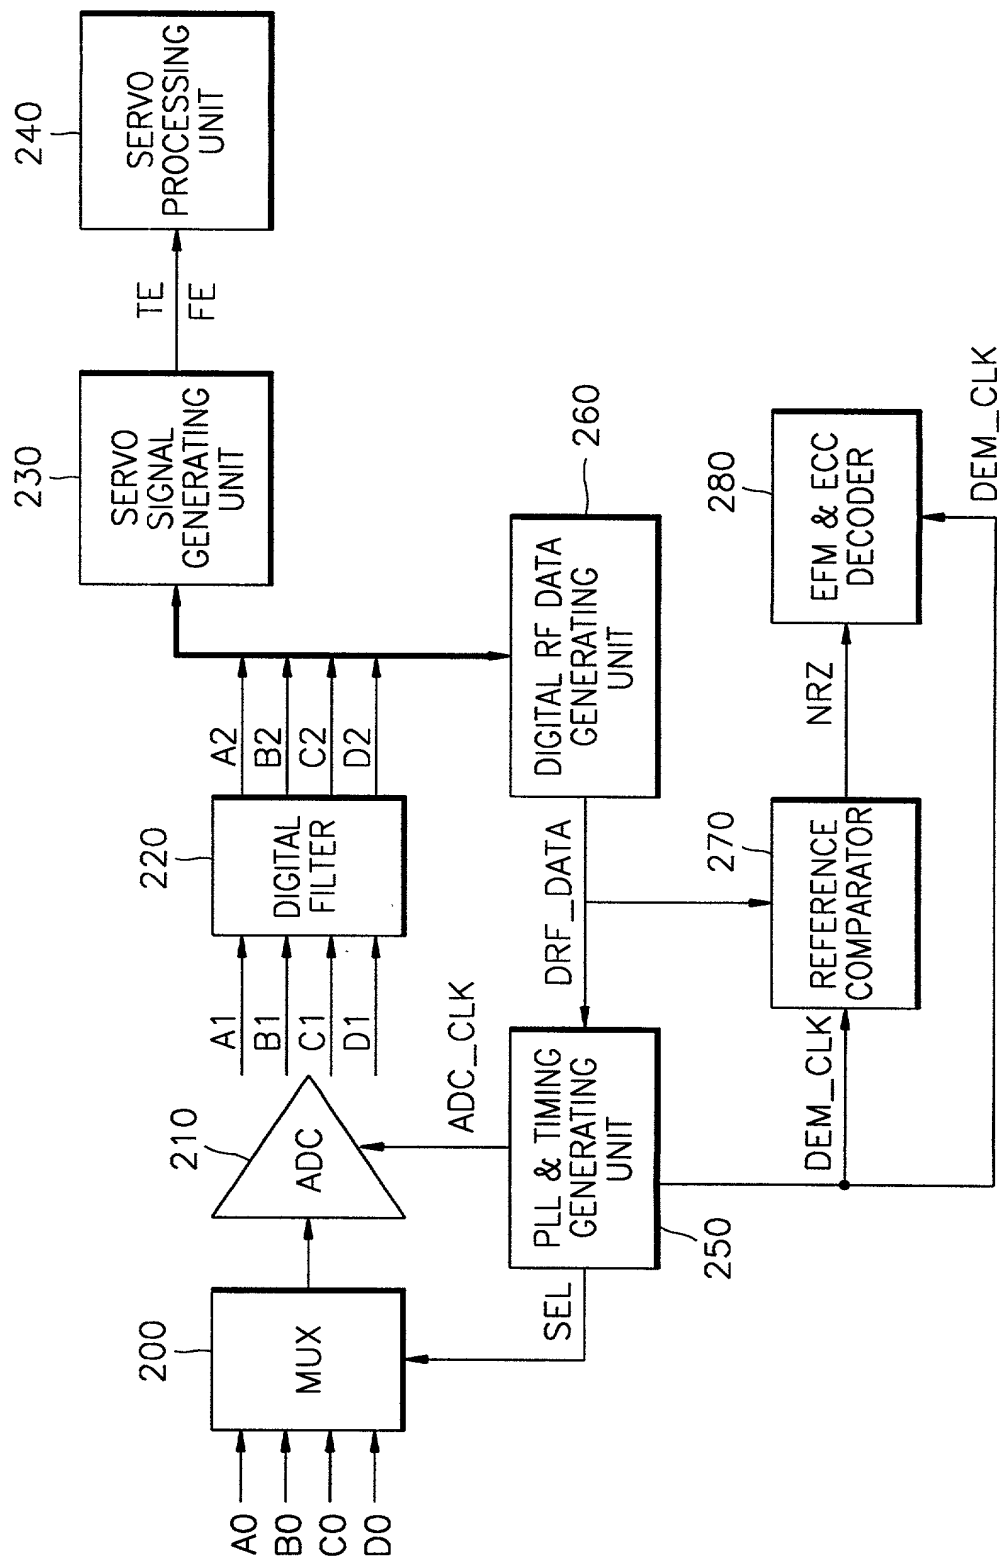 240
SERVO
PROCESSING
UNIT
TE
FE
230
SERVO
SIGNAL
GENERATING
UNIT
A2
B2
C2
D2
220
DIGITAL
FILTER
A1
B1
C1
D1
210
ADC
200
MUX
A0
B0
C0
D0
SEL
ADC_CLK
PLL & TIMING
GENERATING
UNIT
250
DRF_DATA
260
DIGITAL RF DATA
GENERATING
UNIT
DEM_CLK
270
REFERENCE
COMPARATOR
NRZ
280
EFM & ECC
DECODER
DEM_CLK